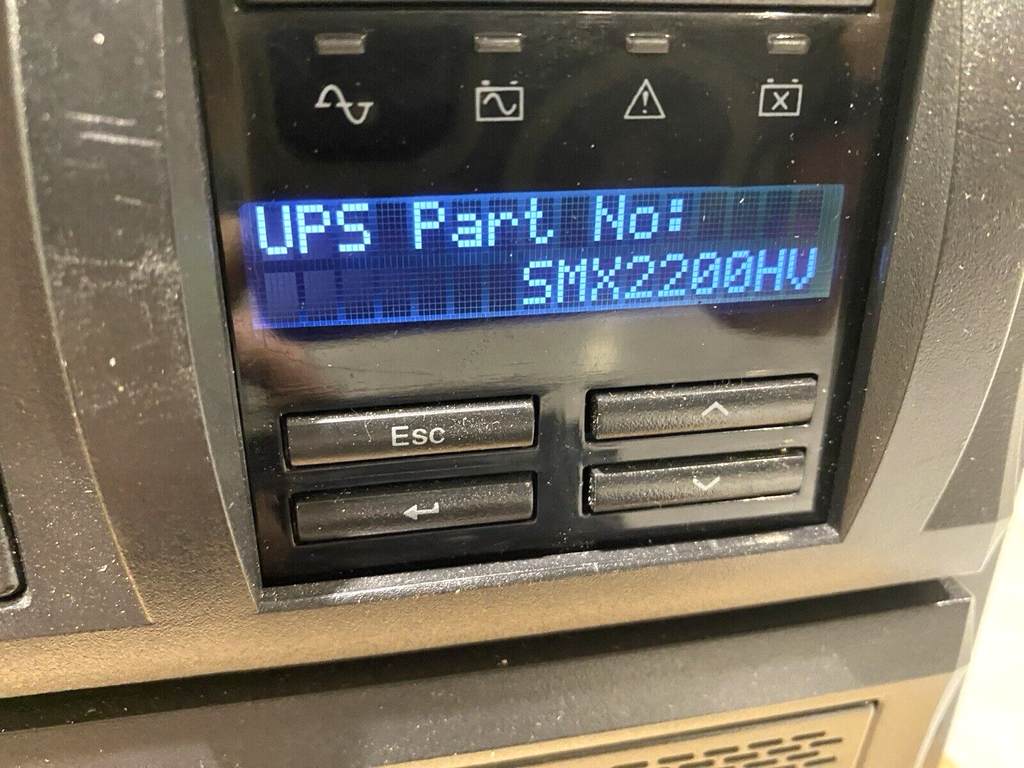 UPS Part No:
SMX2200HV
Esc